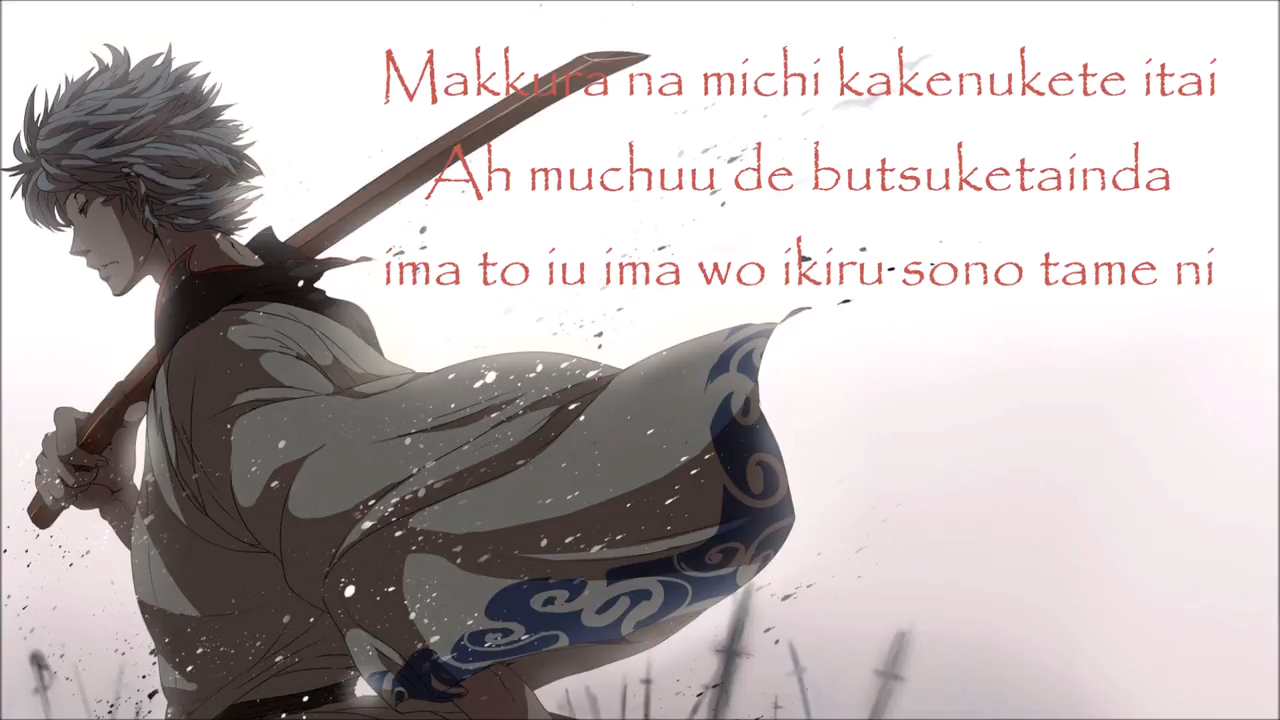 Makkura na michi kakenukete itai
Ah muchuu de butsuketainda
ima to iu ima wo ikiru sono tame ni